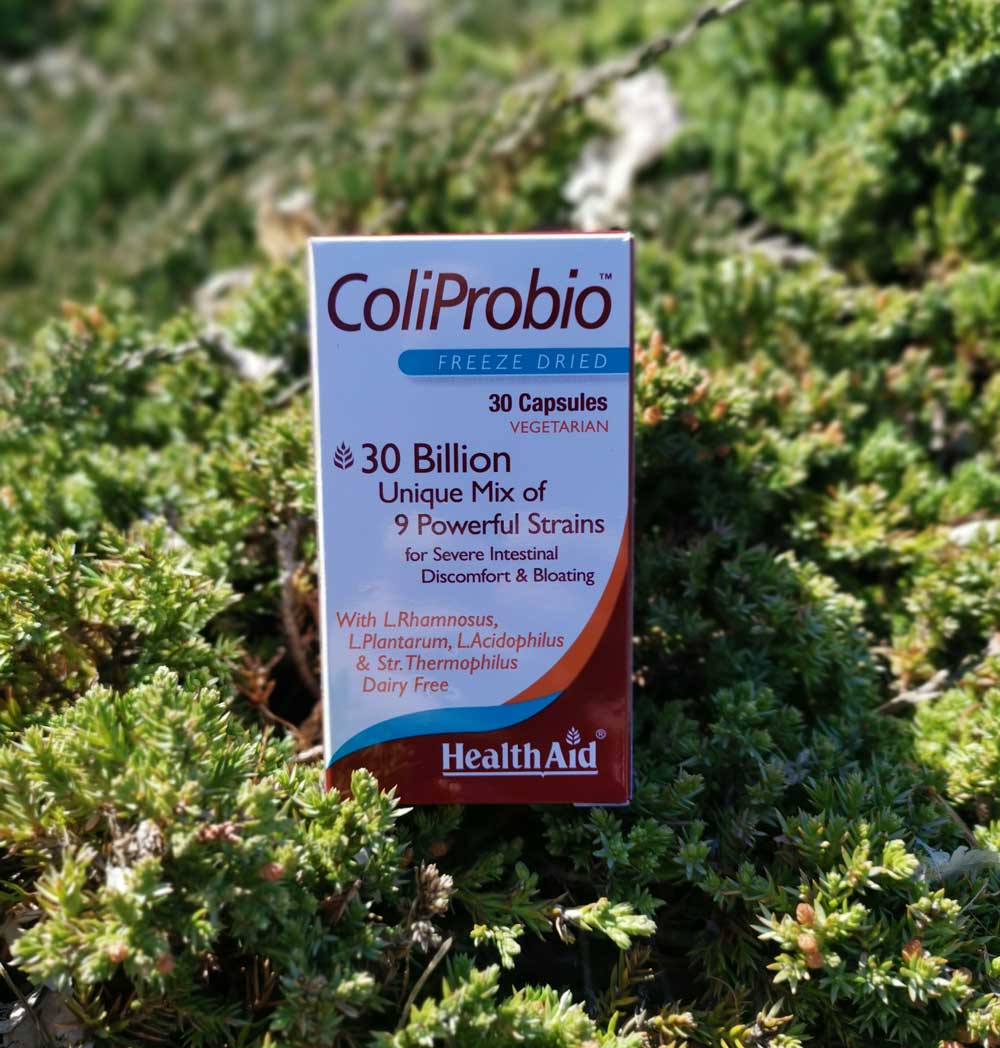 ColiProbio™
FREEZE DRIED
30 Capsules
VEGETARIAN
30 Billion
Unique Mix of
9 Powerful Strains
for Severe Intestinal
Discomfort & Bloating
With L.Rhamnosus,
L.Plantarum, L.Acidophilus
& Str.Thermophilus
Dairy Free
HealthAid®